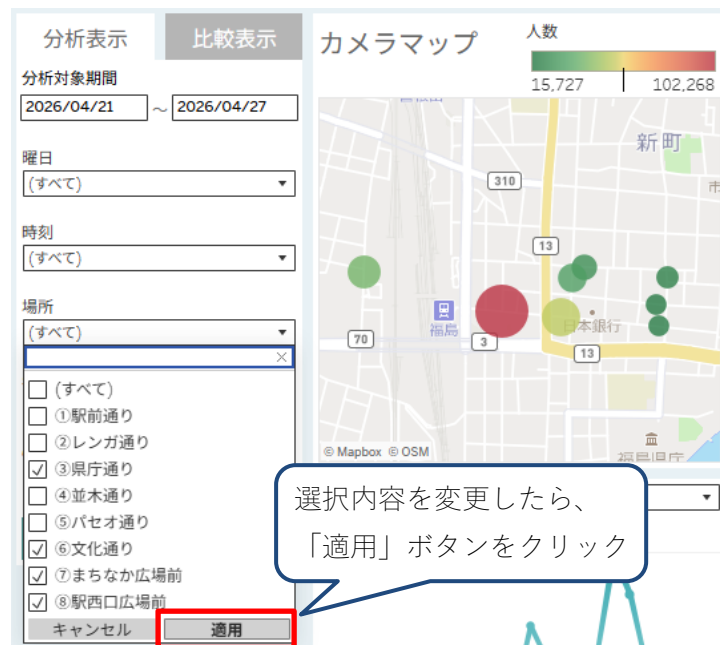 分析表示
比較表示
分析対象期間
2026/04/21 ～ 2026/04/27
曜日
(すべて)
時刻
(すべて)
場所
(すべて)
(すべて)
①駅前通り
②レンガ通り
③県庁通り
④並木通り
⑤パセオ通り
⑥文化通り
⑦まちなか広場前
⑧駅西口広場前
キャンセル
適用
カメラマップ
人数
15,727
102,268
新町
市
310
13
福島
日本銀行
70
3
13
© Mapbox © OSM
福島県庁
選択内容を変更したら、
「適用」ボタンをクリック